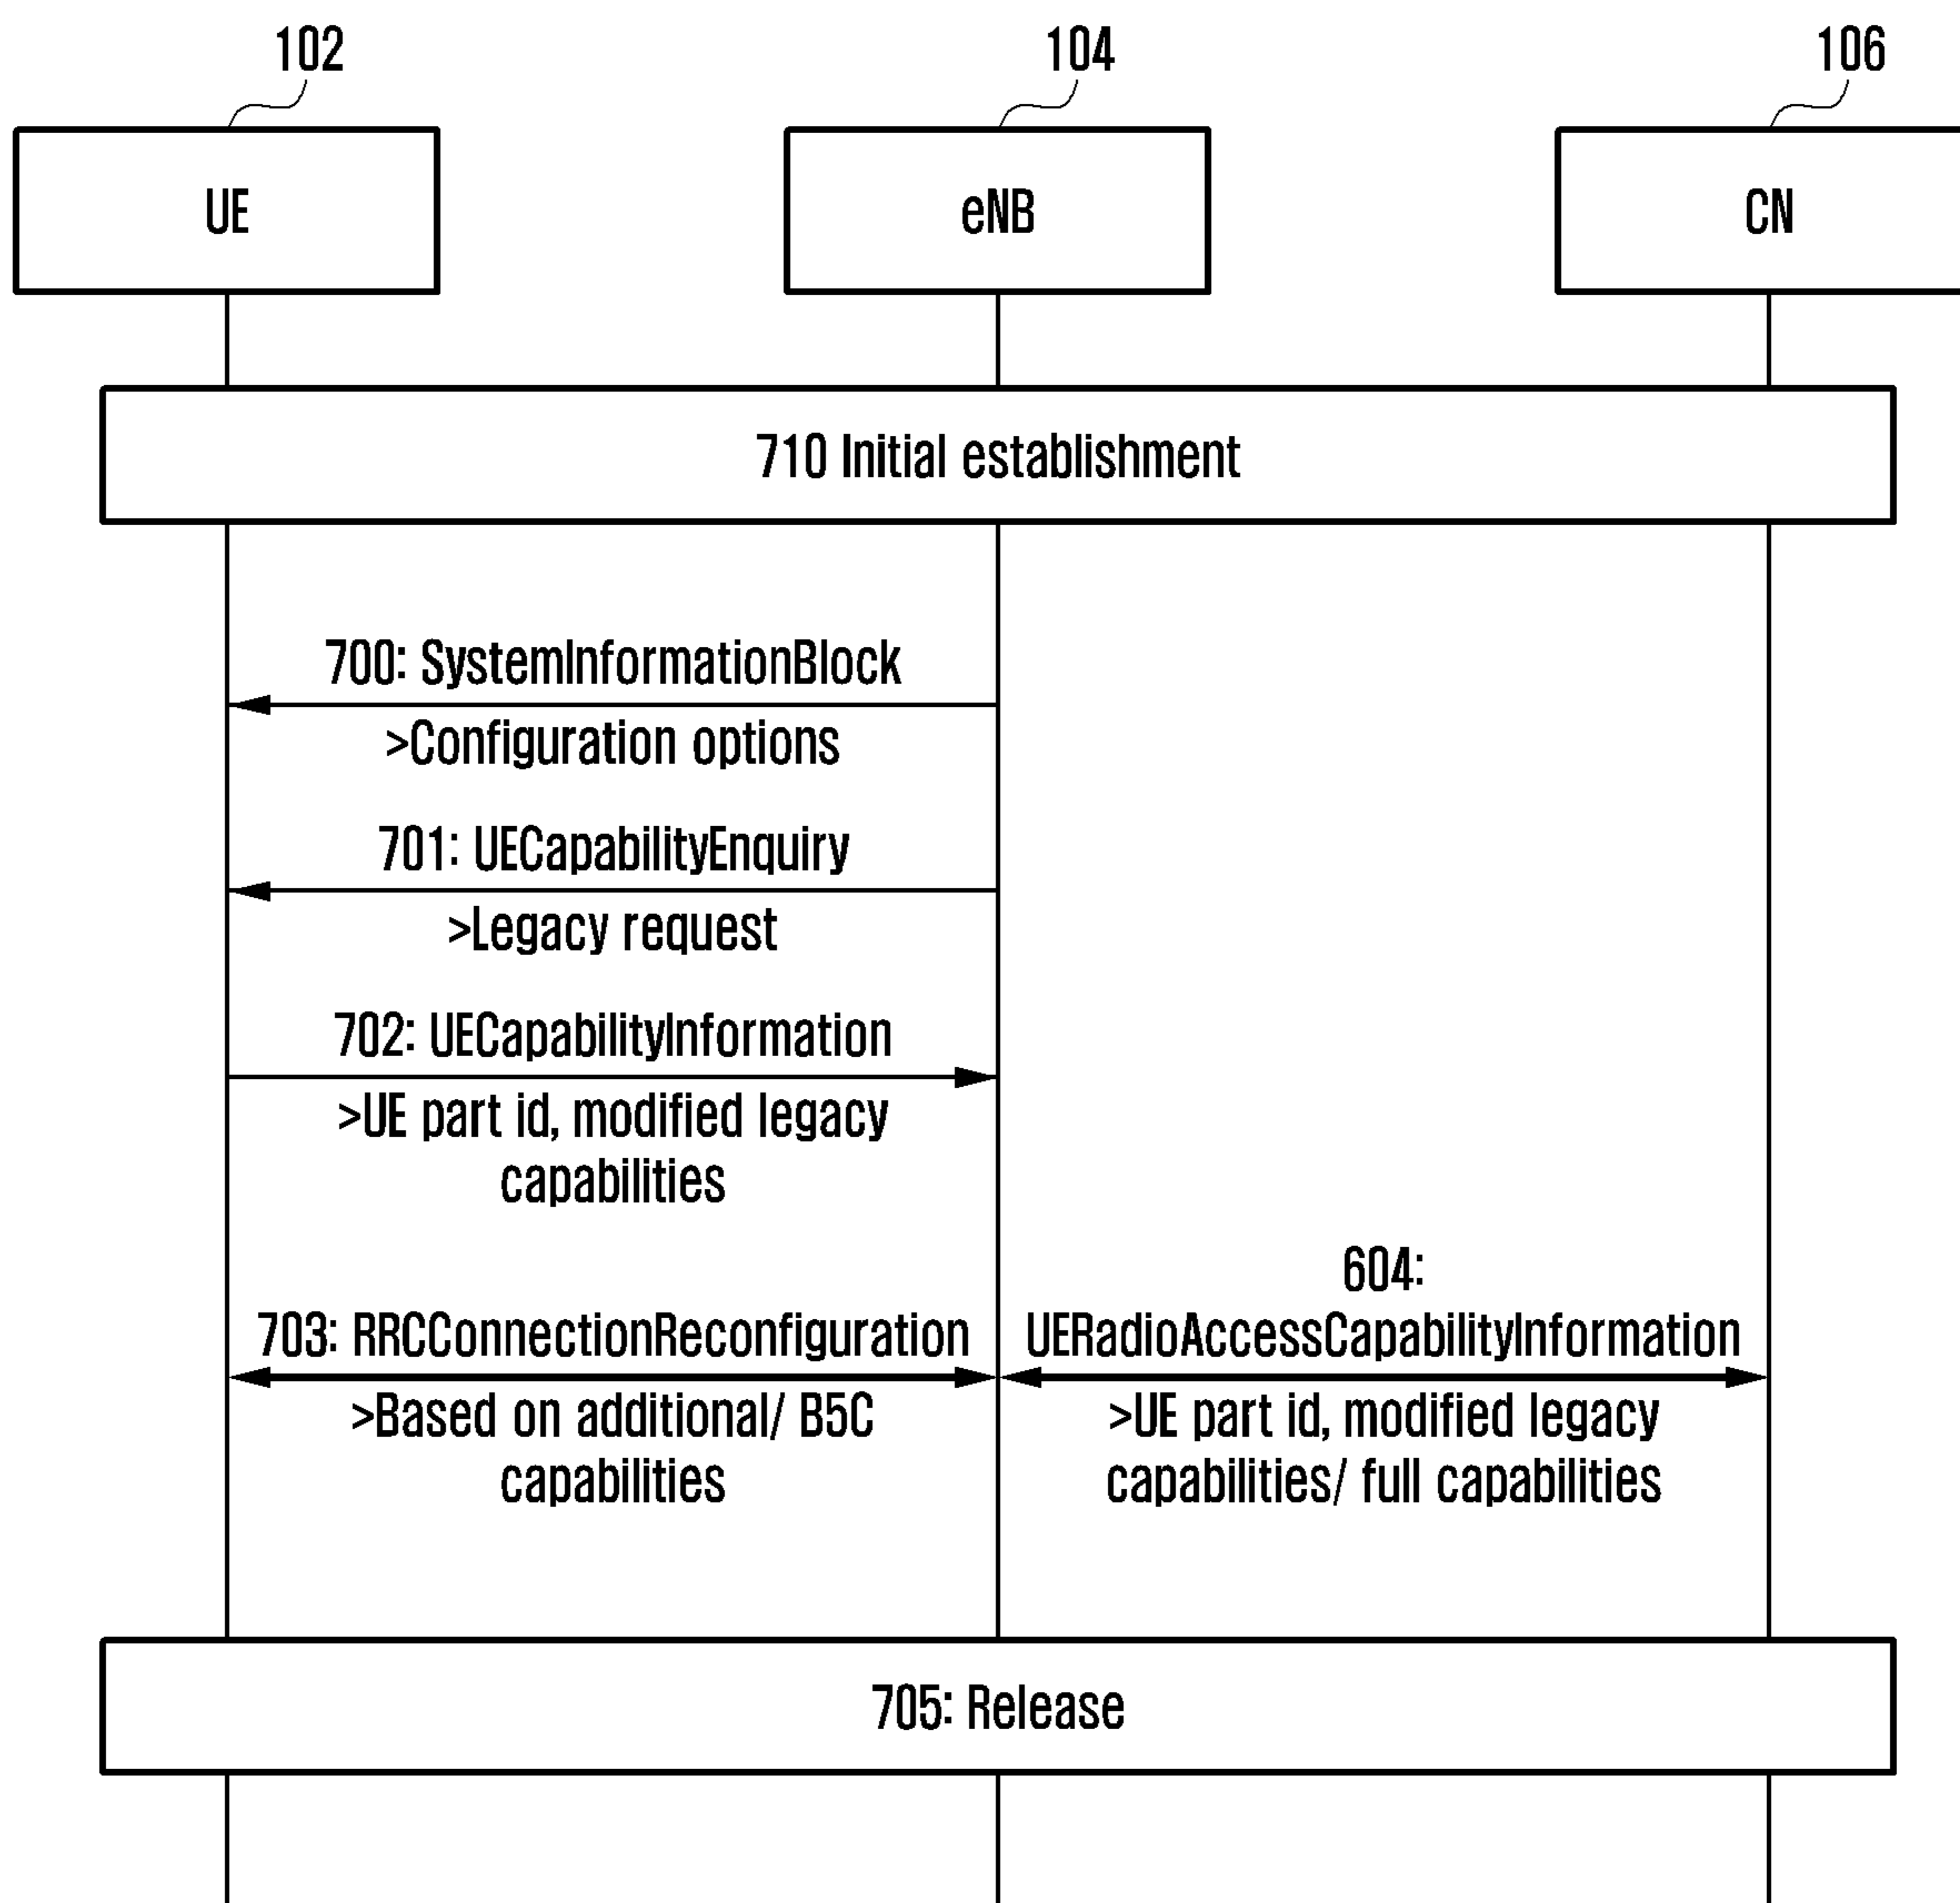 102
104
106
UE
eNB
CN
710 Initial establishment
700: SystemInformationBlock
>Configuration options
701: UECapabilityEnquiry
>Legacy request
702: UECapabilityInformation
>UE part id, modified legacy
capabilities
703: RRCConnectionReconfiguration
>Based on additional/ B5C
capabilities
604:
UERadioAccessCapabilityInformation
>UE part id, modified legacy
capabilities/ full capabilities
705: Release